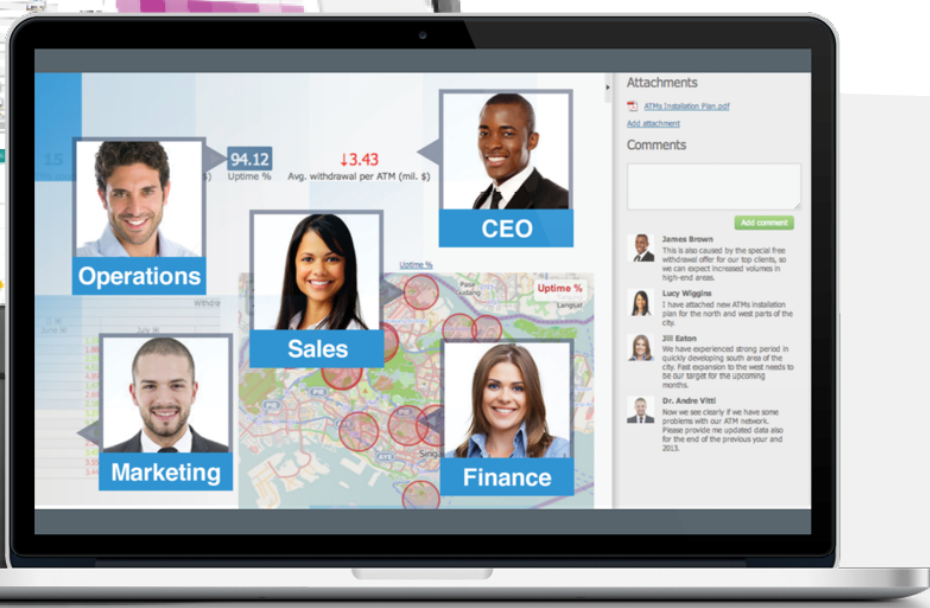 Attachments
ATMs Installation Plan.pdf
Add attachment
Comments
Add comment
15
94.12
Uptime %
↓3.43
Avg. withdrawal per ATM (mil. $)
CEO
Operations
Sales
Uptime %
Uptime %
Langsat
July
Marketing
Finance
AYE
James Brown
This is also caused by the special free
withdrawal offer for our top clients, so
we can expect increased volumes in
high-end areas.
Lucy Wiggins
I have attached new ATMs installation
plan for the north and west parts of the
city.
Jill Eaton
We have experienced strong period in
quickly developing south area of the
city. Fast expansion to the west needs to
be our target for the upcoming
months.
Dr. Andre Vitti
Now we see clearly if we have some
problems with our ATM network.
Please provide me updated data also
for the end of the previous your and
2013.